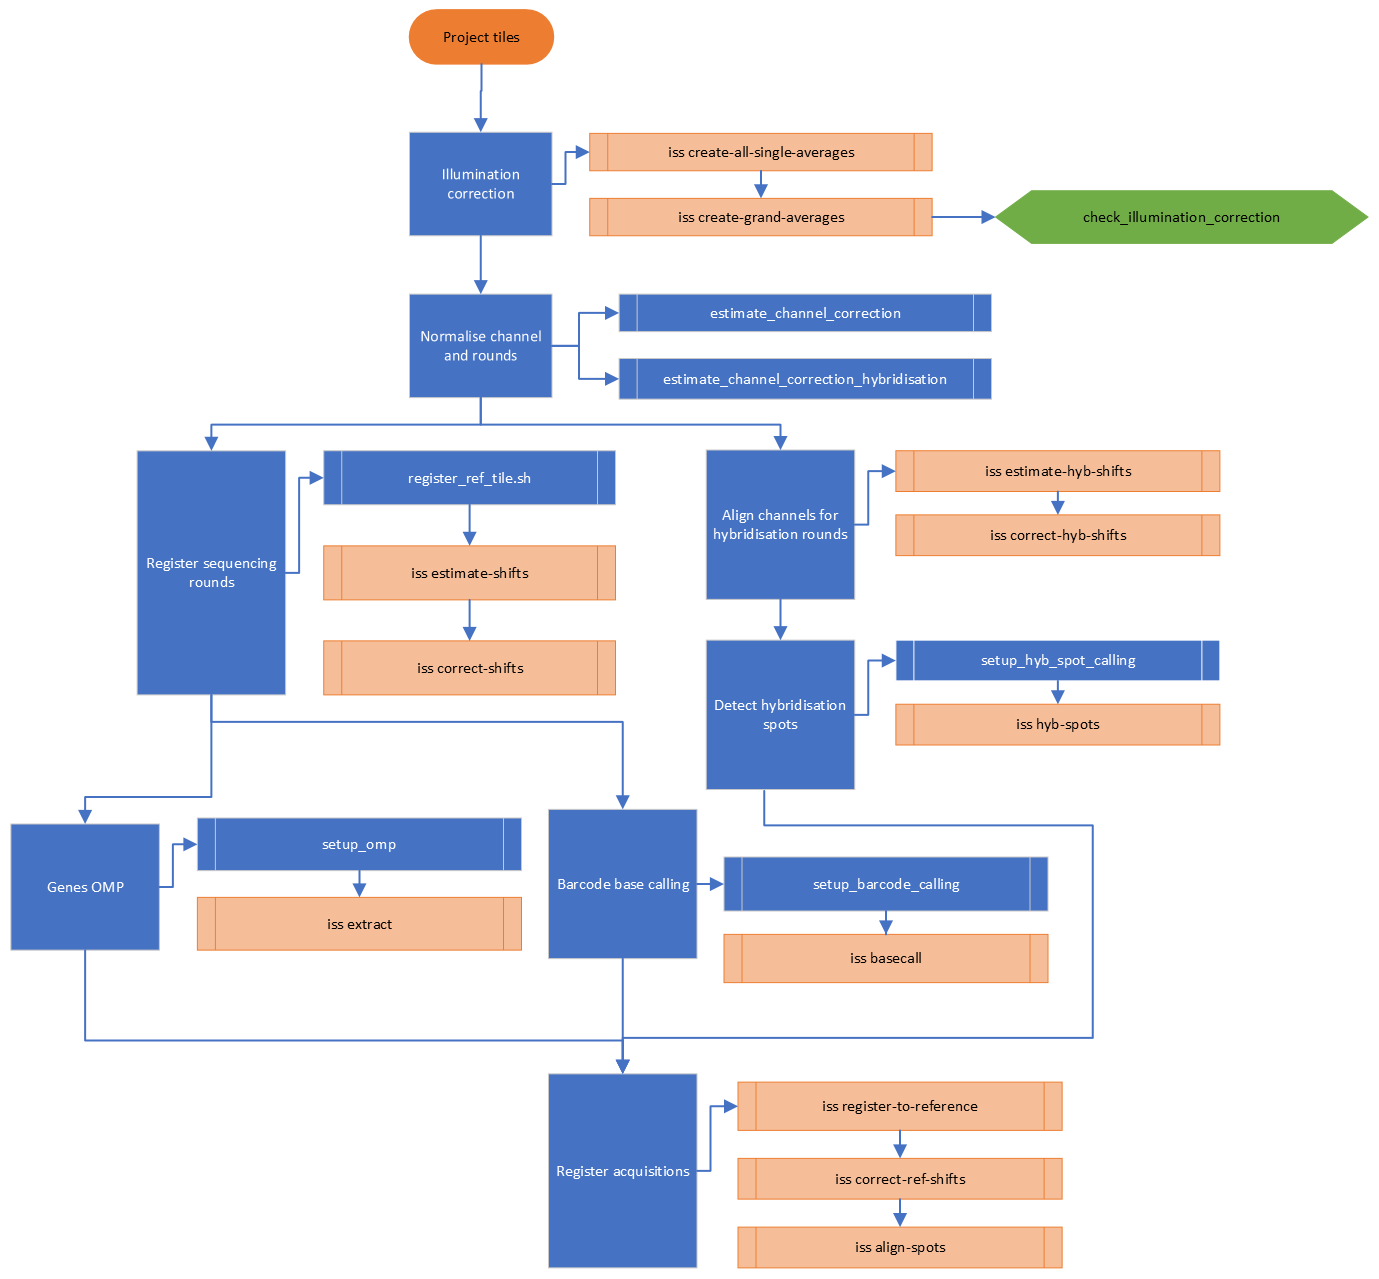 Project tiles
Illumination
correction
iss create-all-single-averages
iss create-grand-averages
check_illumination_correction
Normalise channel
and rounds
estimate_channel_correction
estimate_channel_correction_hybridisation
Register sequencing
rounds
register_ref_tile.sh
iss estimate-shifts
iss correct-shifts
Align channels for
hybridisation rounds
iss estimate-hyb-shifts
iss correct-hyb-shifts
Detect hybridisation
spots
setup_hyb_spot_calling
iss hyb-spots
Genes OMP
setup_omp
iss extract
Barcode base calling
setup_barcode_calling
iss basecall
Register acquisitions
iss register-to-reference
iss correct-ref-shifts
iss align-spots